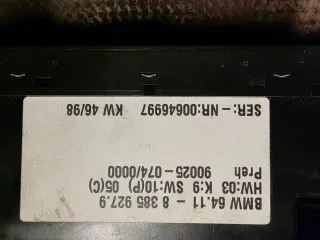 BMW 64.11 - 8 385 927.9
HW:03 K:9 SW:10(P) 05(C)
Preh 90025-074/0000
SER:-NR:00646997 KW 46/98